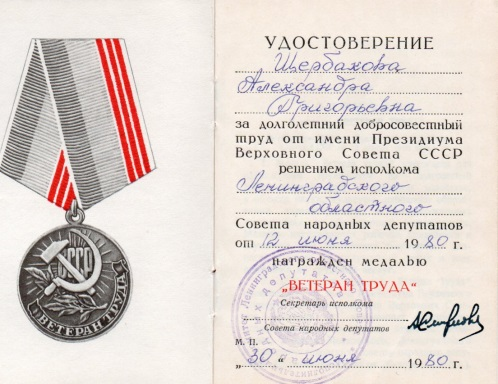 СССР
ВЕТЕРАН ТРУДА
УДОСТОВЕРЕНИЕ
Щербакова
Александра
Григорьевна
за долголетний добросовестный
труд от имени Президиума
Верховного Совета СССР
решением исполкома
Ленинградского
областного
Совета народных депутатов
от 12 июня 1980 г.
награжден медалью
„ВЕТЕРАН ТРУДА“
Секретарь исполкома
Совета народных депутатов
М. П.
„30“ июня 1980 г.